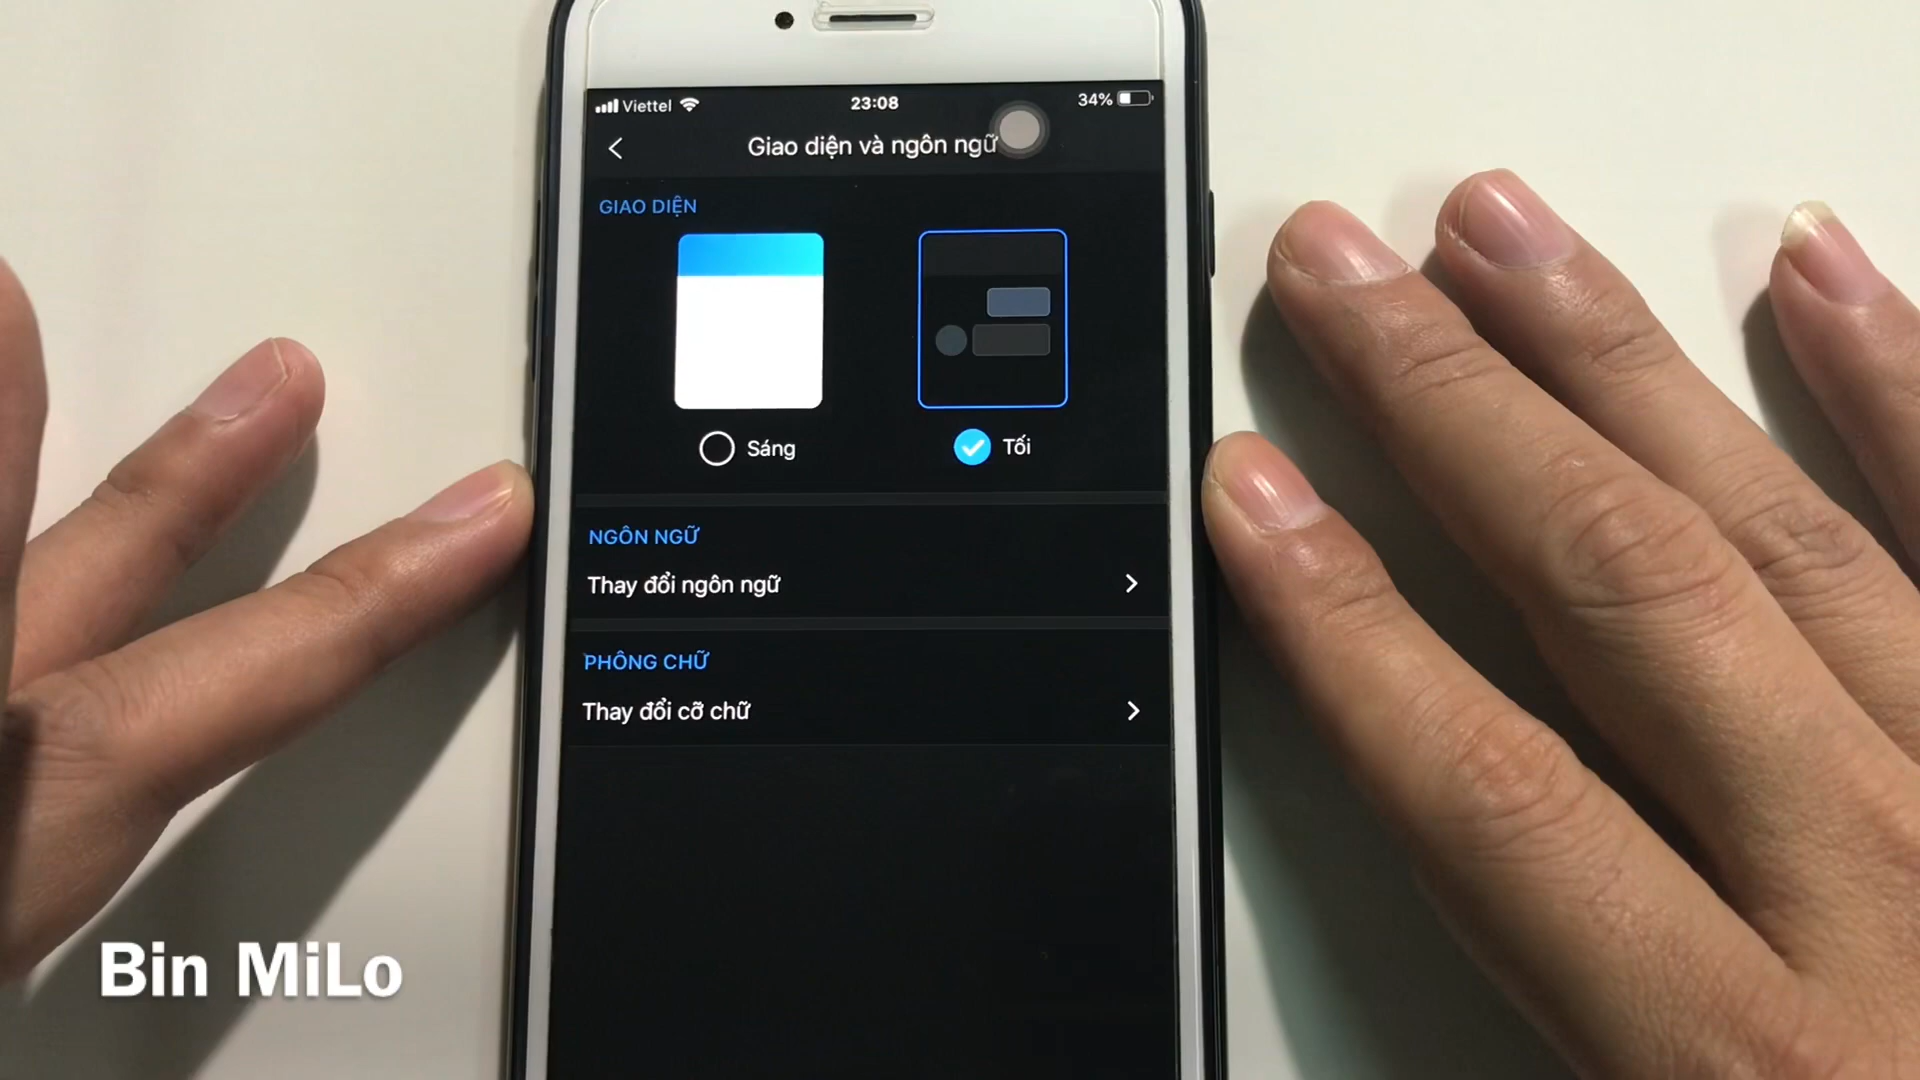 Viettel 23:08 34%
Giao diện và ngôn ngữ
GIAO DIỆN
Sáng Tối
NGÔN NGỮ
Thay đổi ngôn ngữ
PHÔNG CHỮ
Thay đổi cỡ chữ
Bin MiLo